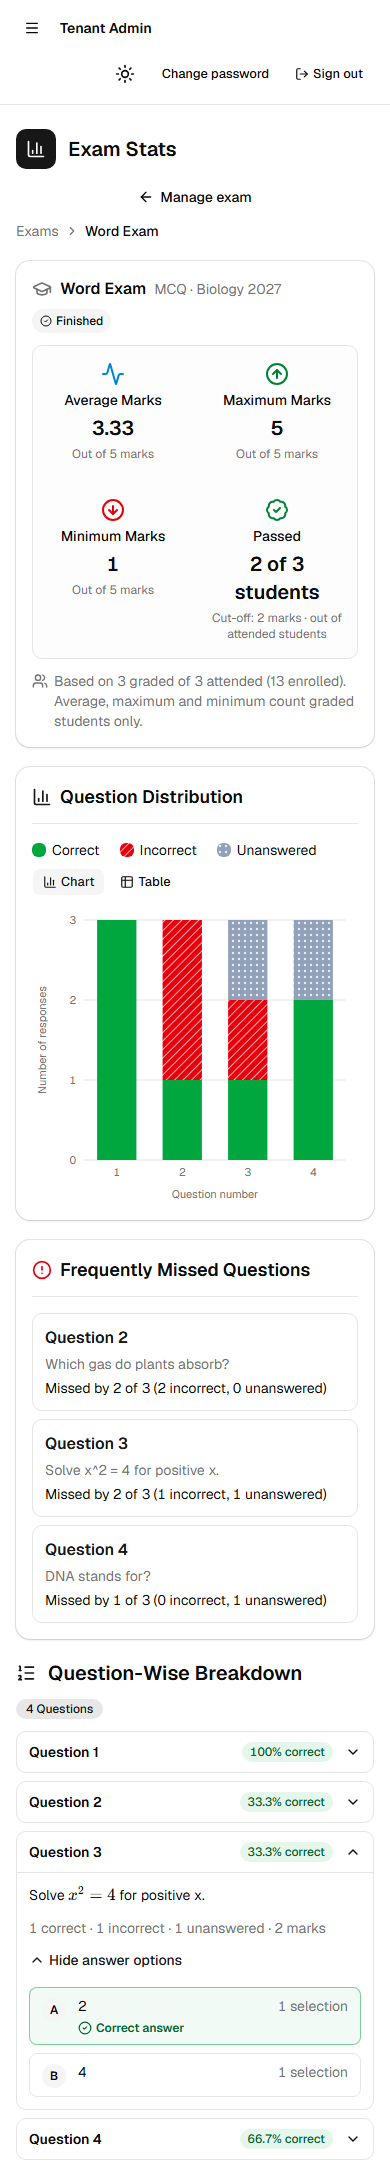 Tenant Admin
Change password
Sign out
Exam Stats
Manage exam
Exams > Word Exam
Word Exam MCQ · Biology 2027
Finished
Average Marks
3.33
Out of 5 marks
Maximum Marks
5
Out of 5 marks
Minimum Marks
1
Out of 5 marks
Passed
2 of 3
students
Cut-off: 2 marks · out of
attended students
Based on 3 graded of 3 attended (13 enrolled).
Average, maximum and minimum count graded
students only.
Question Distribution
Correct Incorrect Unanswered
Chart Table
Number of responses
3
2
1
0
1 2 3 4
Question number
Frequently Missed Questions
Question 2
Which gas do plants absorb?
Missed by 2 of 3 (2 incorrect, 0 unanswered)
Question 3
Solve x^2 = 4 for positive x.
Missed by 2 of 3 (1 incorrect, 1 unanswered)
Question 4
DNA stands for?
Missed by 1 of 3 (0 incorrect, 1 unanswered)
Question-Wise Breakdown
4 Questions
Question 1 100% correct
Question 2 33.3% correct
Question 3 33.3% correct
Solve x² = 4 for positive x.
1 correct · 1 incorrect · 1 unanswered · 2 marks
Hide answer options
A 2 1 selection
Correct answer
B 4 1 selection
Question 4 66.7% correct